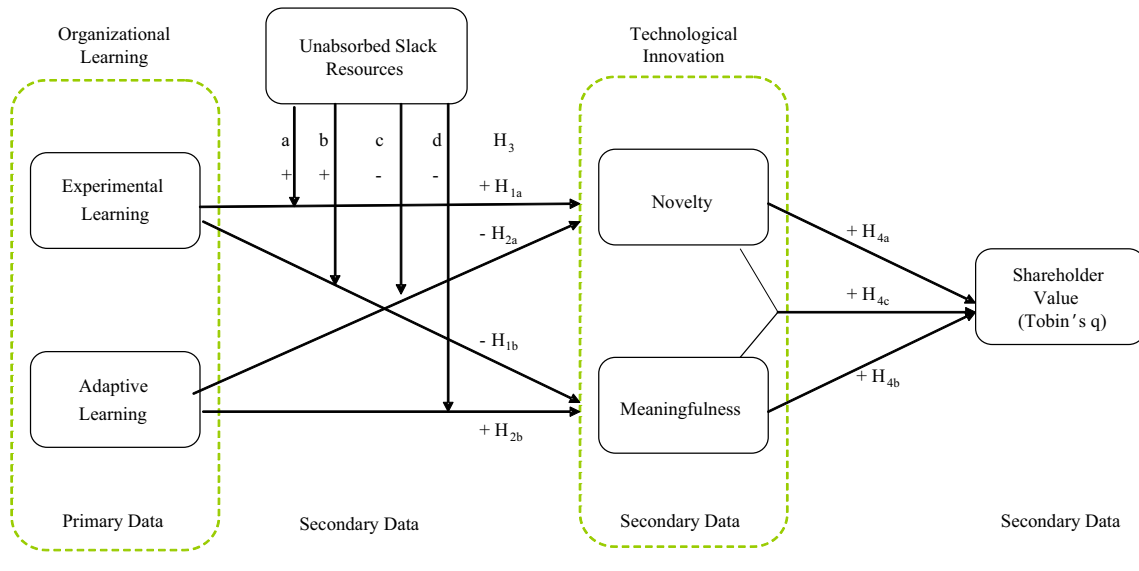 Organizational
Learning
Unabsorbed Slack
Resources
Technological
Innovation
a
b
c
d
H3
+
+
-
-
Experimental
Learning
+ H1a
Novelty
- H2a
+ H4a
Shareholder
Value
(Tobin's q)
+ H4c
- H1b
Adaptive
Learning
Meaningfulness
+ H4b
+ H2b
Primary Data
Secondary Data
Secondary Data
Secondary Data